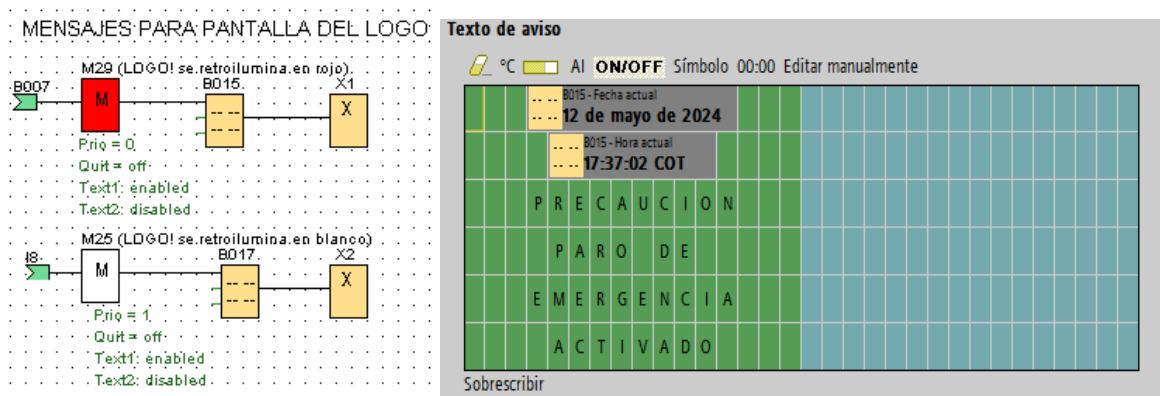 MENSAJES PARA PANTALLA DEL LOGO
M29 (LOGO! se retroilumina en rojo)
B007
B015
X1
M
X
Prio = 0
Quit = off
Text1: enabled
Text2: disabled
M25 (LOGO! se retroilumina en blanco)
I8
B017
X2
M
X
Prio = 1
Quit = off
Text1: enabled
Text2: disabled
Texto de aviso
°C AI ON/OFF Símbolo 00:00 Editar manualmente
B015 - Fecha actual
12 de mayo de 2024
B015 - Hora actual
17:37:02 COT
PRECAUCION
PARO DE
EMERGENCIA
ACTIVADO
Sobrescribir